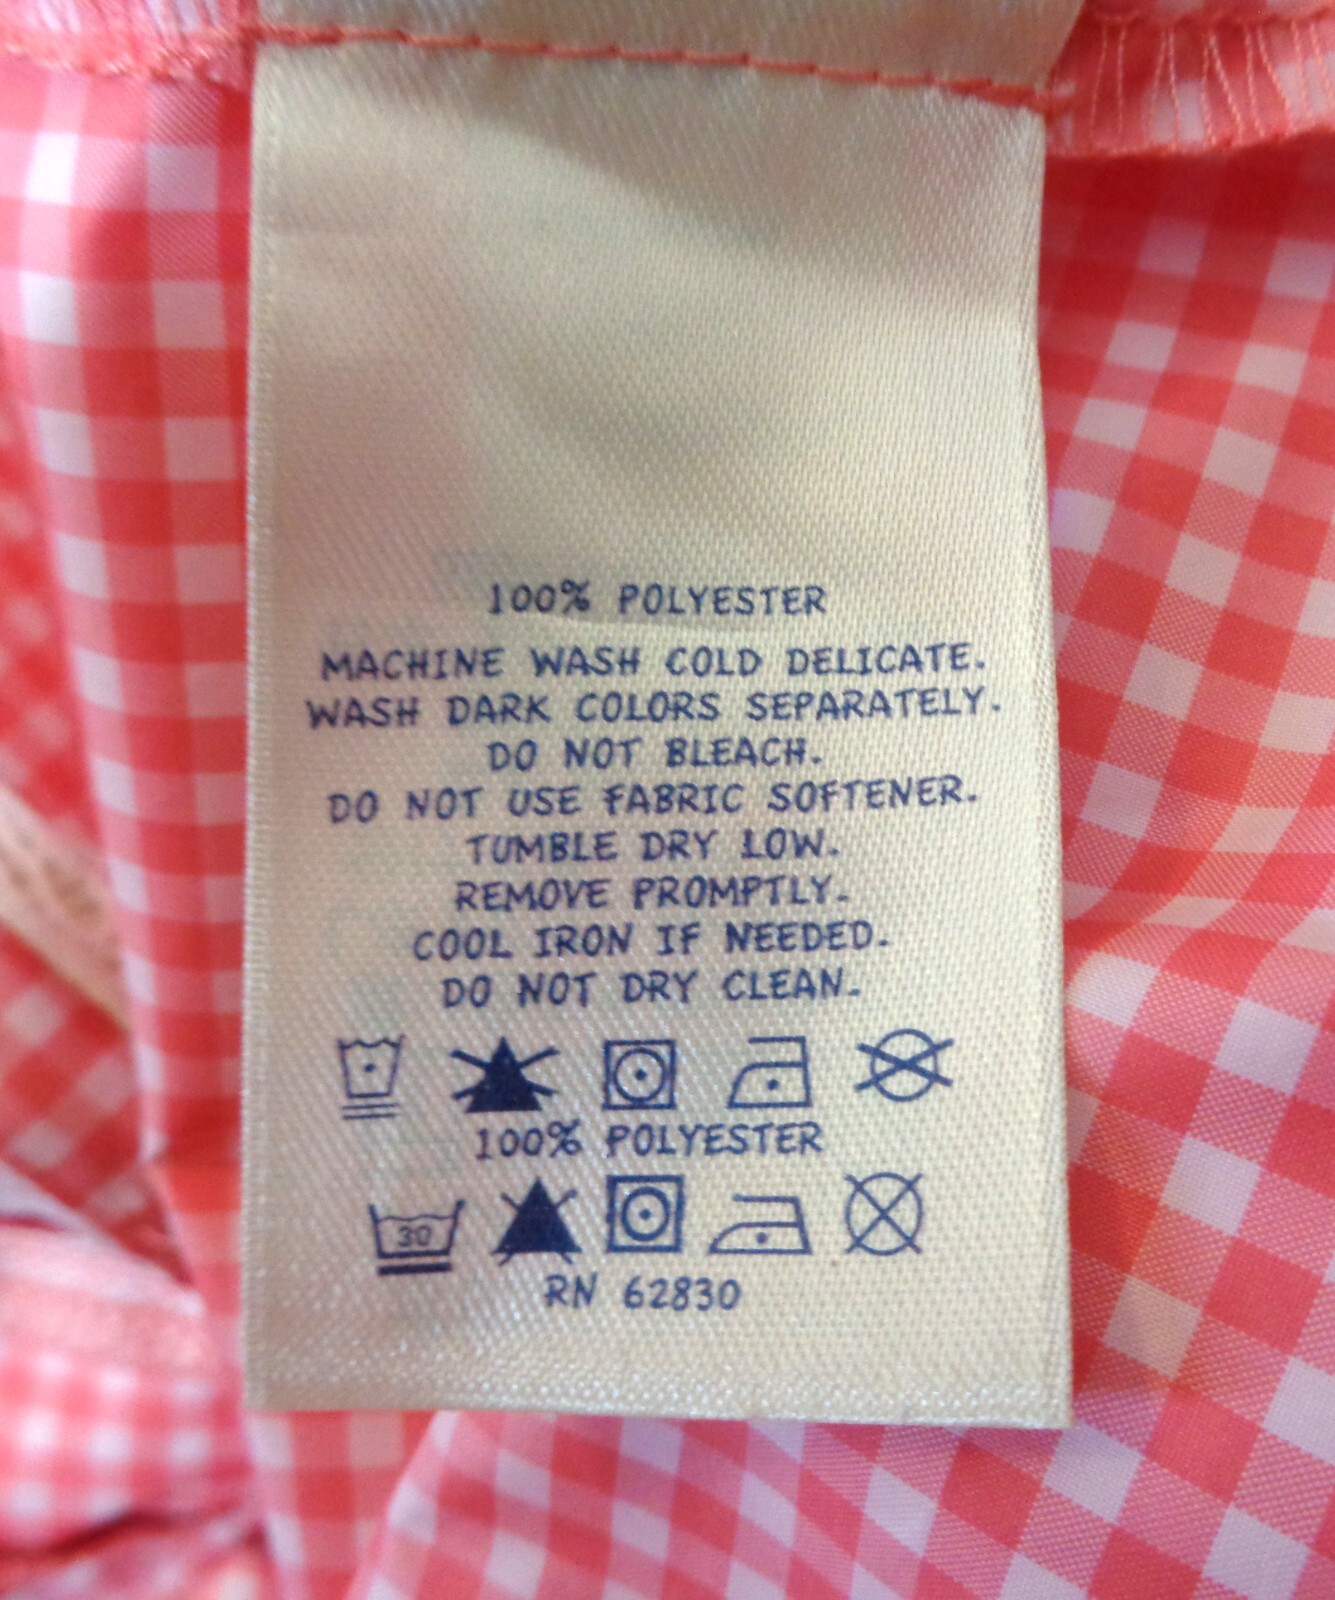 100% POLYESTER
MACHINE WASH COLD DELICATE.
WASH DARK COLORS SEPARATELY.
DO NOT BLEACH.
DO NOT USE FABRIC SOFTENER.
TUMBLE DRY LOW.
REMOVE PROMPTLY.
COOL IRON IF NEEDED.
DO NOT DRY CLEAN.
100% POLYESTER
30
RN 62830